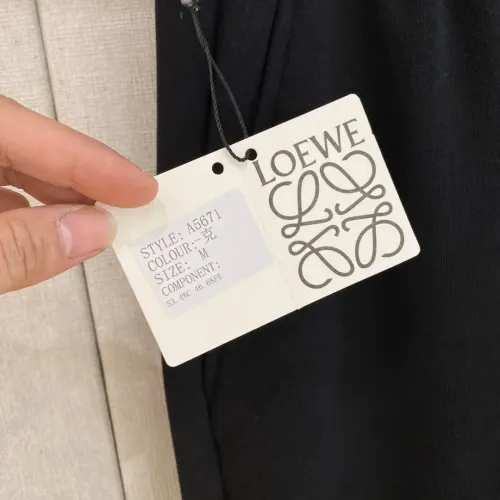 LOEWE
STYLE: A5671
COLOUR:一克
SIZE: M
COMPONENT: